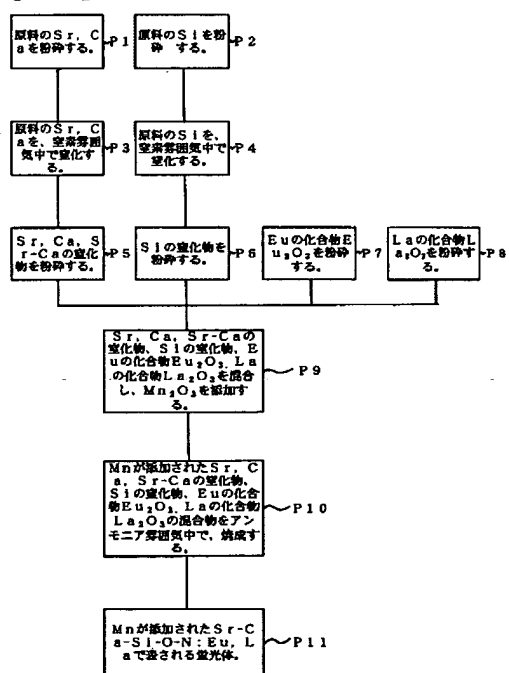 原料のSr，C
aを粉砕する。
P1
原料のSiを粉
砕 する。
P2
原料のSr，C
aを、窒素雰囲
気中で窒化す
る。
P3
原料のSiを、
窒素雰囲気中で
窒化する。
P4
Sr，Ca，S
r-Caの窒化
物を粉砕する。
P5
Siの窒化物を
粉砕する。
P6
Euの化合物E
u₂O₃を粉砕
する。
P7
Laの化合物L
a₂O₃を粉砕す
る。
P8
Sr，Ca，Sr-Caの
窒化物、Siの窒化物、E
uの化合物Eu₂O₃、La
の化合物La₂O₃を混合
し、Mn₂O₃を添加す
る。
P9
Mnが添加されたSr，C
a，Sr-Caの窒化物、
Siの窒化物、Euの化合
物Eu₂O₃、Laの化合物
La₂O₃の混合物をアン
モニア雰囲気中で、焼成す
る。
P10
Mnが添加されたSr-C
a-Si-O-N：Eu，L
aで表される蛍光体。
P11